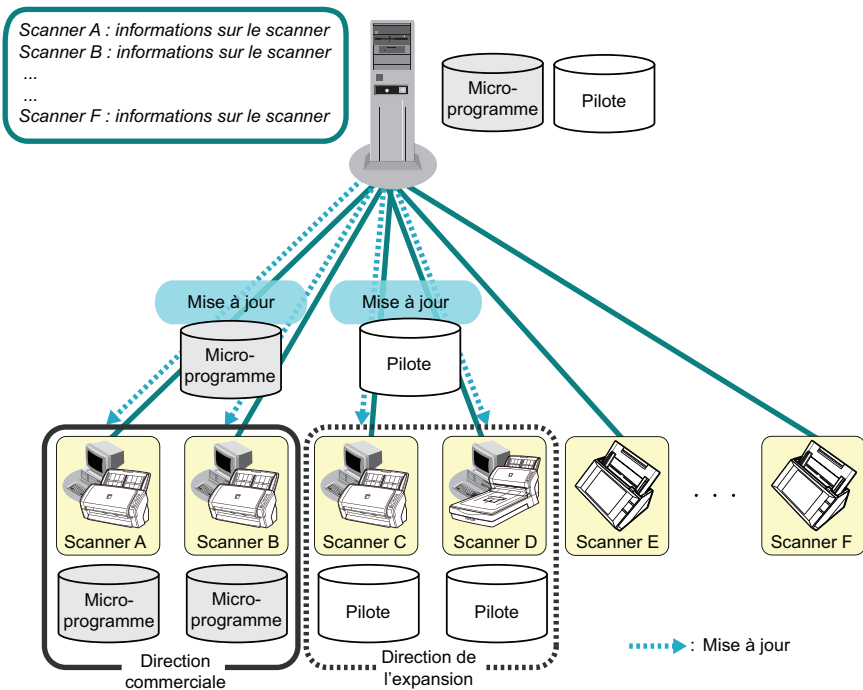 Scanner A : informations sur le scanner
Scanner B : informations sur le scanner
...
...
Scanner F : informations sur le scanner
Micro-
programme
Pilote
Mise à jour
Mise à jour
Micro-
programme
Pilote
Scanner A
Scanner B
Scanner C
Scanner D
Scanner E
. . .
Scanner F
Micro-
programme
Micro-
programme
Pilote
Pilote
Direction
commerciale
Direction de
l'expansion
: Mise à jour